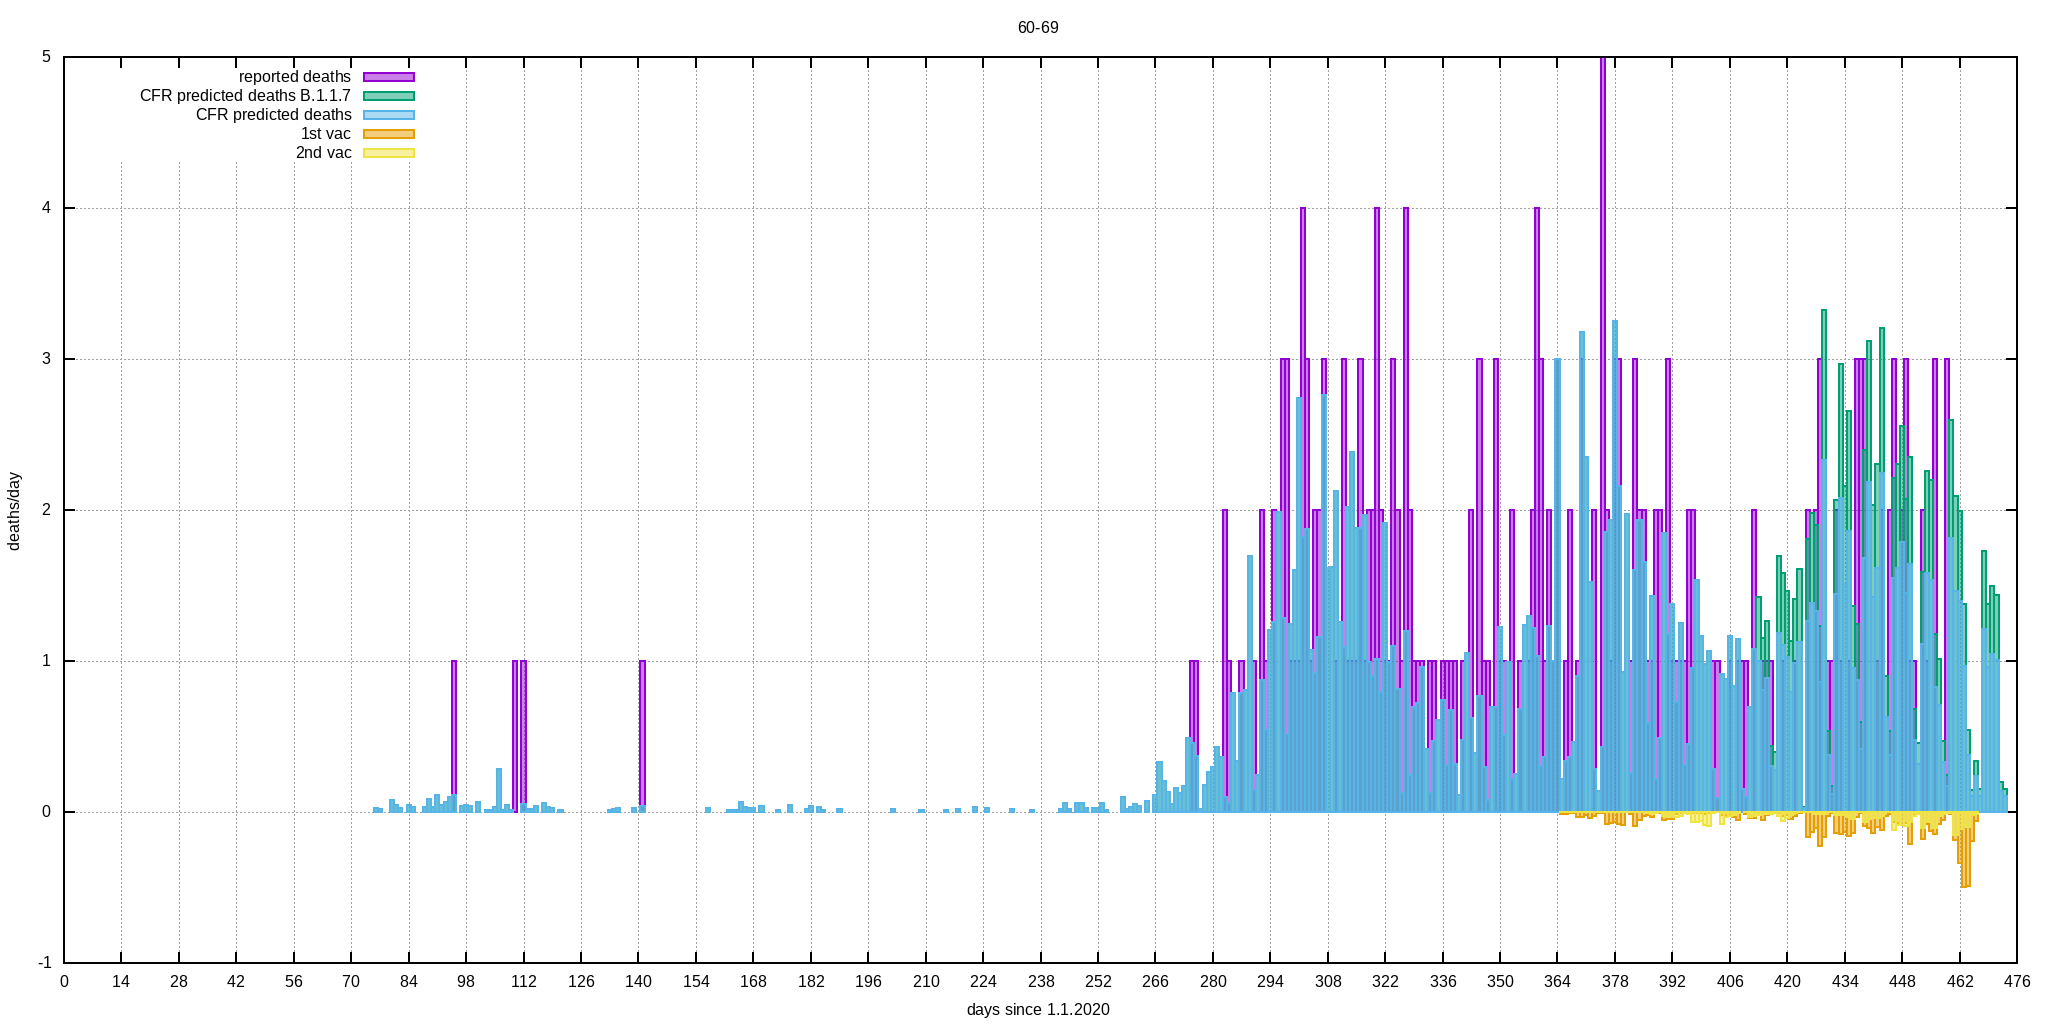 60-69
reported deaths
CFR predicted deaths B.1.1.7
CFR predicted deaths
1st vac
2nd vac
5
4
3
2
1
0
-1
deaths/day
0 14 28 42 56 70 84 98 112 126 140 154 168 182 196 210 224 238 252 266 280 294 308 322 336 350 364 378 392 406 420 434 448 462 476
days since 1.1.2020